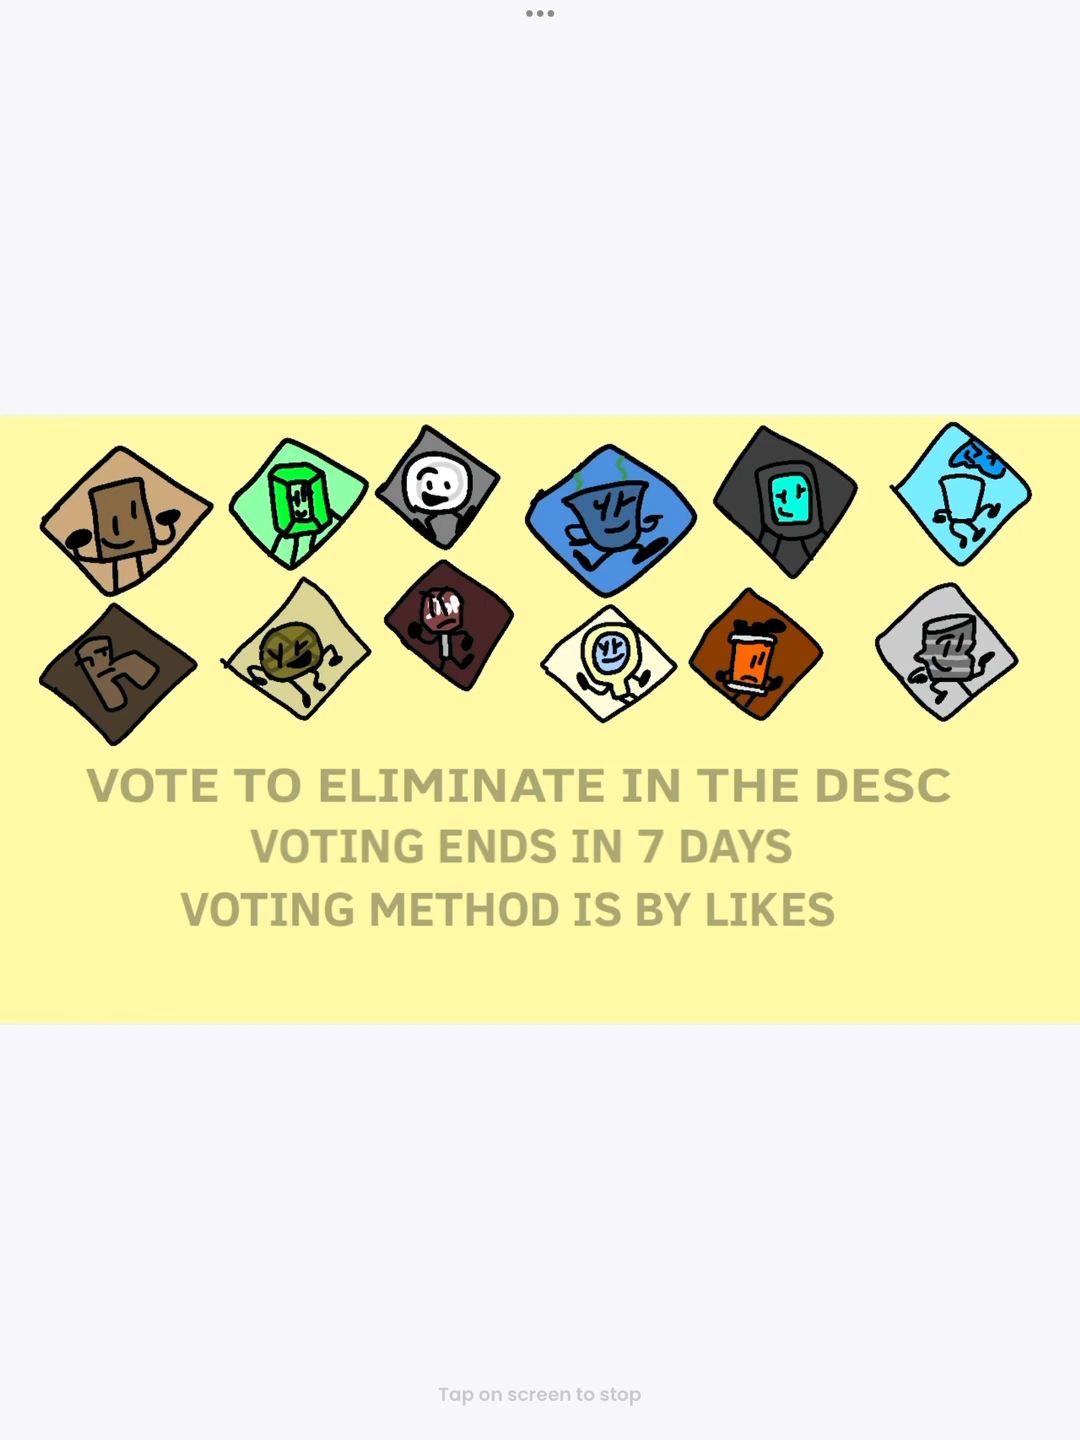 VOTE TO ELIMINATE IN THE DESC
VOTING ENDS IN 7 DAYS
VOTING METHOD IS BY LIKES
Tap on screen to stop